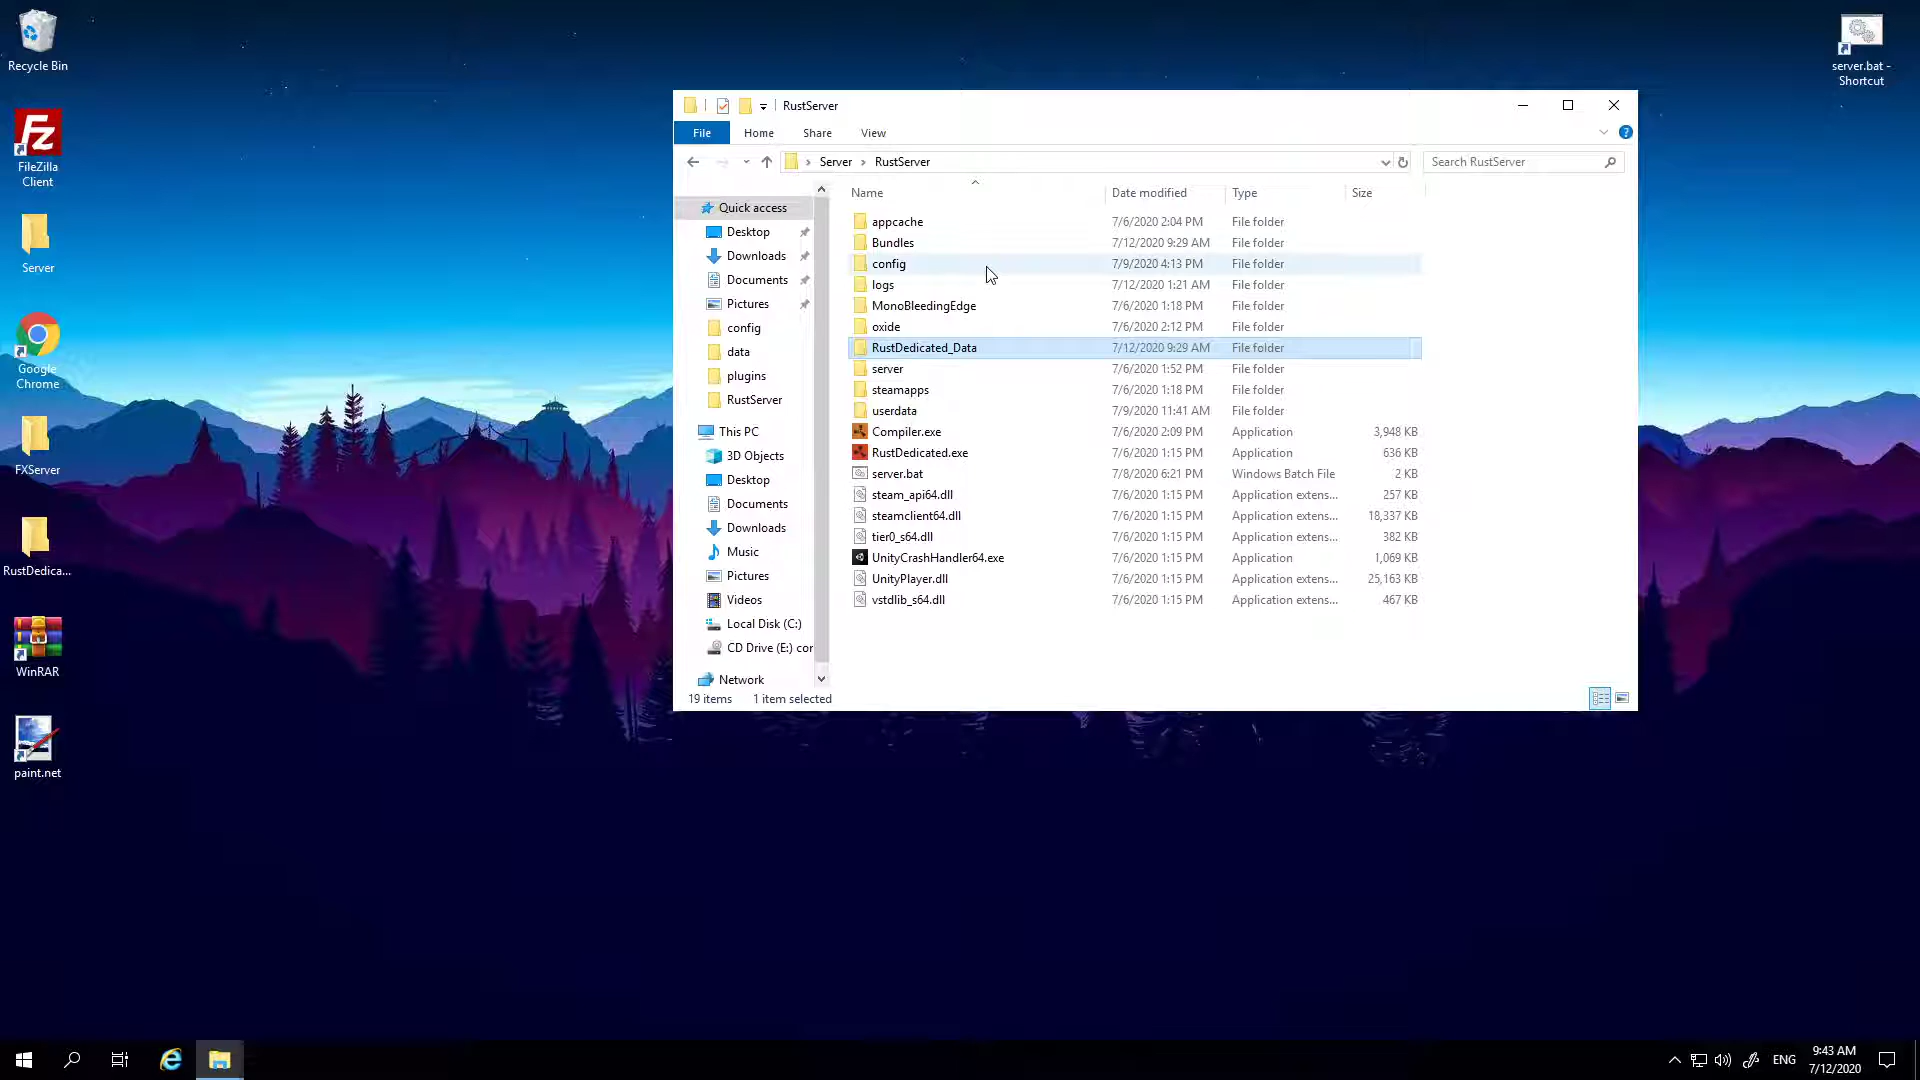 Recycle Bin
FileZilla
Client
Server
Google
Chrome
FXServer
RustDedica...
WinRAR
paint.net
server.bat -
Shortcut
RustServer
File Home Share View
Server > RustServer
Search RustServer
Quick access
Desktop
Downloads
Documents
Pictures
config
data
plugins
RustServer
This PC
3D Objects
Desktop
Documents
Downloads
Music
Pictures
Videos
Local Disk (C:)
CD Drive (E:) cor
Network
Name Date modified Type Size
appcache 7/6/2020 2:04 PM File folder
Bundles 7/12/2020 9:29 AM File folder
config 7/9/2020 4:13 PM File folder
logs 7/12/2020 1:21 AM File folder
MonoBleedingEdge 7/6/2020 1:18 PM File folder
oxide 7/6/2020 2:12 PM File folder
RustDedicated_Data 7/12/2020 9:29 AM File folder
server 7/6/2020 1:52 PM File folder
steamapps 7/6/2020 1:18 PM File folder
userdata 7/9/2020 11:41 AM File folder
Compiler.exe 7/6/2020 2:09 PM Application 3,948 KB
RustDedicated.exe 7/6/2020 1:15 PM Application 636 KB
server.bat 7/8/2020 6:21 PM Windows Batch File 2 KB
steam_api64.dll 7/6/2020 1:15 PM Application extens... 257 KB
steamclient64.dll 7/6/2020 1:15 PM Application extens... 18,337 KB
tier0_s64.dll 7/6/2020 1:15 PM Application extens... 382 KB
UnityCrashHandler64.exe 7/6/2020 1:15 PM Application 1,069 KB
UnityPlayer.dll 7/6/2020 1:15 PM Application extens... 25,163 KB
vstdlib_s64.dll 7/6/2020 1:15 PM Application extens... 467 KB
19 items 1 item selected
ENG
9:43 AM
7/12/2020